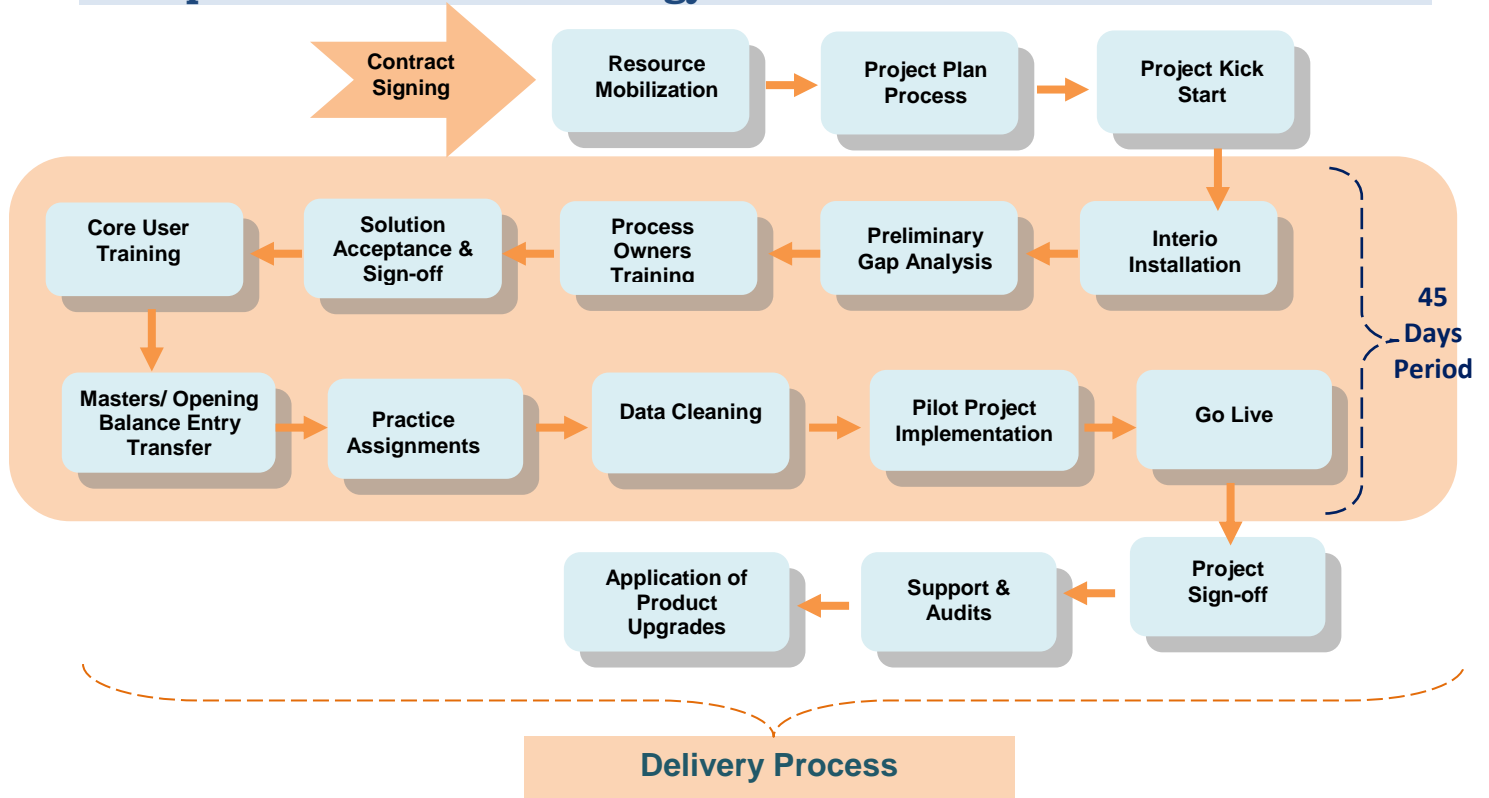 Contract
Signing
Resource
Mobilization
Project Plan
Process
Project Kick
Start
Interio
Installation
Preliminary
Gap Analysis
Process
Owners
Training
Solution
Acceptance &
Sign-off
Core User
Training
45
Days
Period
Masters/ Opening
Balance Entry
Transfer
Practice
Assignments
Data Cleaning
Pilot Project
Implementation
Go Live
Project
Sign-off
Support &
Audits
Application of
Product
Upgrades
Delivery Process